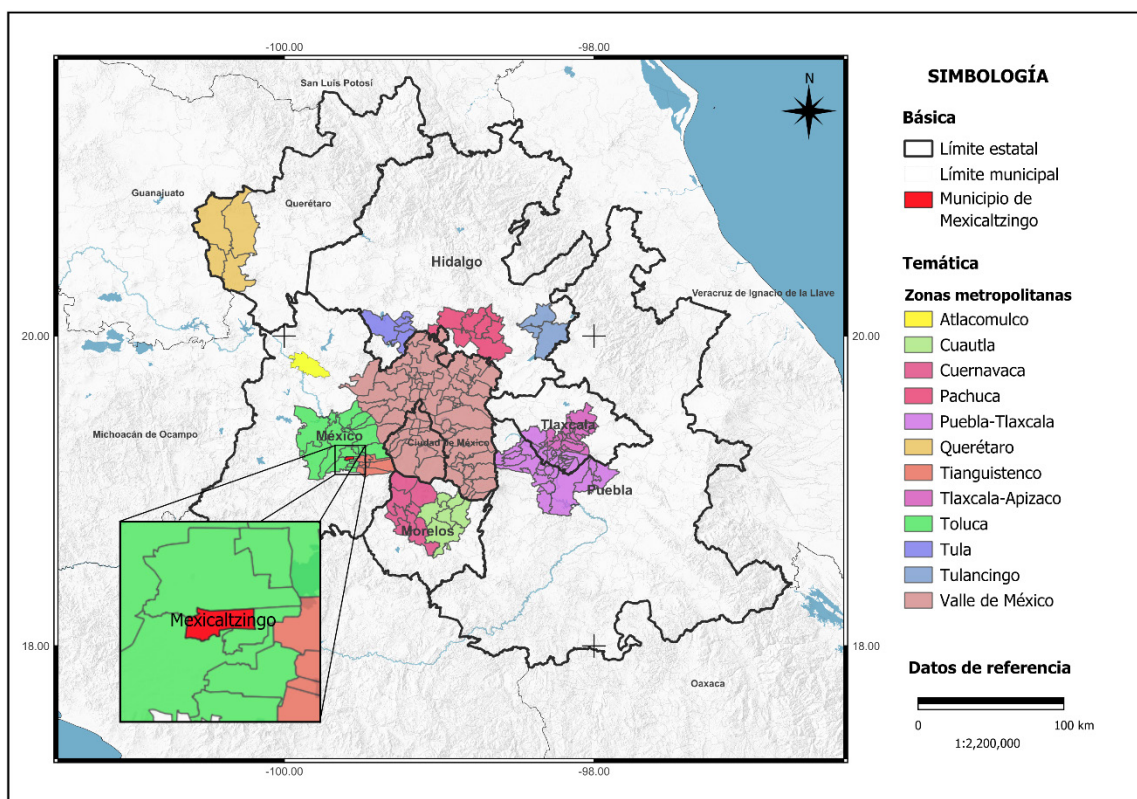 -100.00
-98.00
San Luis Potosí
N
Guanajuato
Querétaro
Hidalgo
Veracruz de Ignacio de la Llave
20.00
20.00
Michoacán de Ocampo
México
Ciudad de México
Tlaxcala
Puebla
Morelos
Mexicaltzingo
18.00
18.00
Oaxaca
-100.00
-98.00
SIMBOLOGÍA
Básica
Límite estatal
Límite municipal
Municipio de
Mexicaltzingo
Temática
Zonas metropolitanas
Atlacomulco
Cuautla
Cuernavaca
Pachuca
Puebla-Tlaxcala
Querétaro
Tianguistenco
Tlaxcala-Apizaco
Toluca
Tula
Tulancingo
Valle de México
Datos de referencia
0 100 km
1:2,200,000